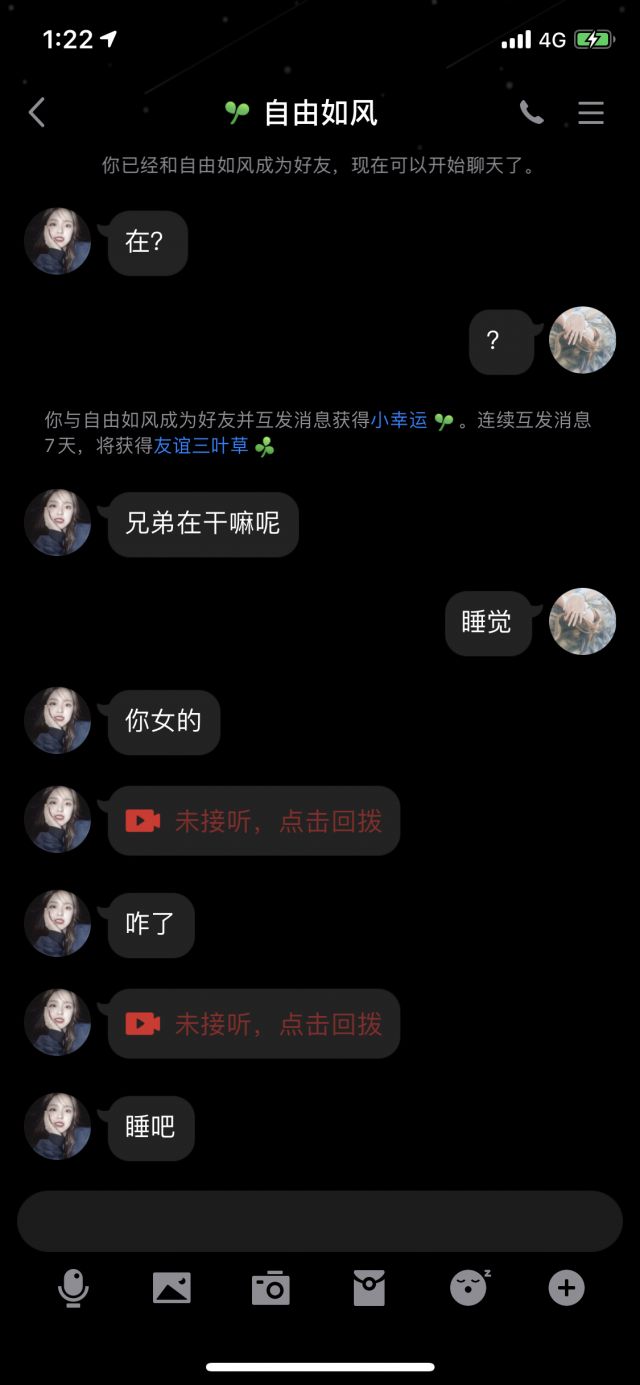 1:22
4G
自由如风
你已经和自由如风成为好友，现在可以开始聊天了。
在?
?
你与自由如风成为好友并互发消息获得小幸运。连续互发消息
7天，将获得友谊三叶草
兄弟在干嘛呢
睡觉
你女的
未接听，点击回拨
咋了
未接听，点击回拨
睡吧
z